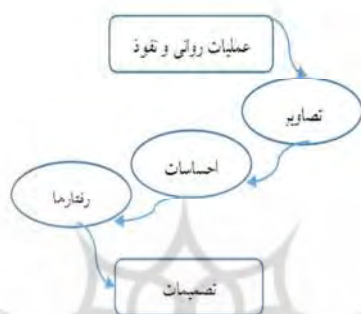 عملیات روانی و نفوذ
تصاویر
احساسات
رفتارها
تصمیمات